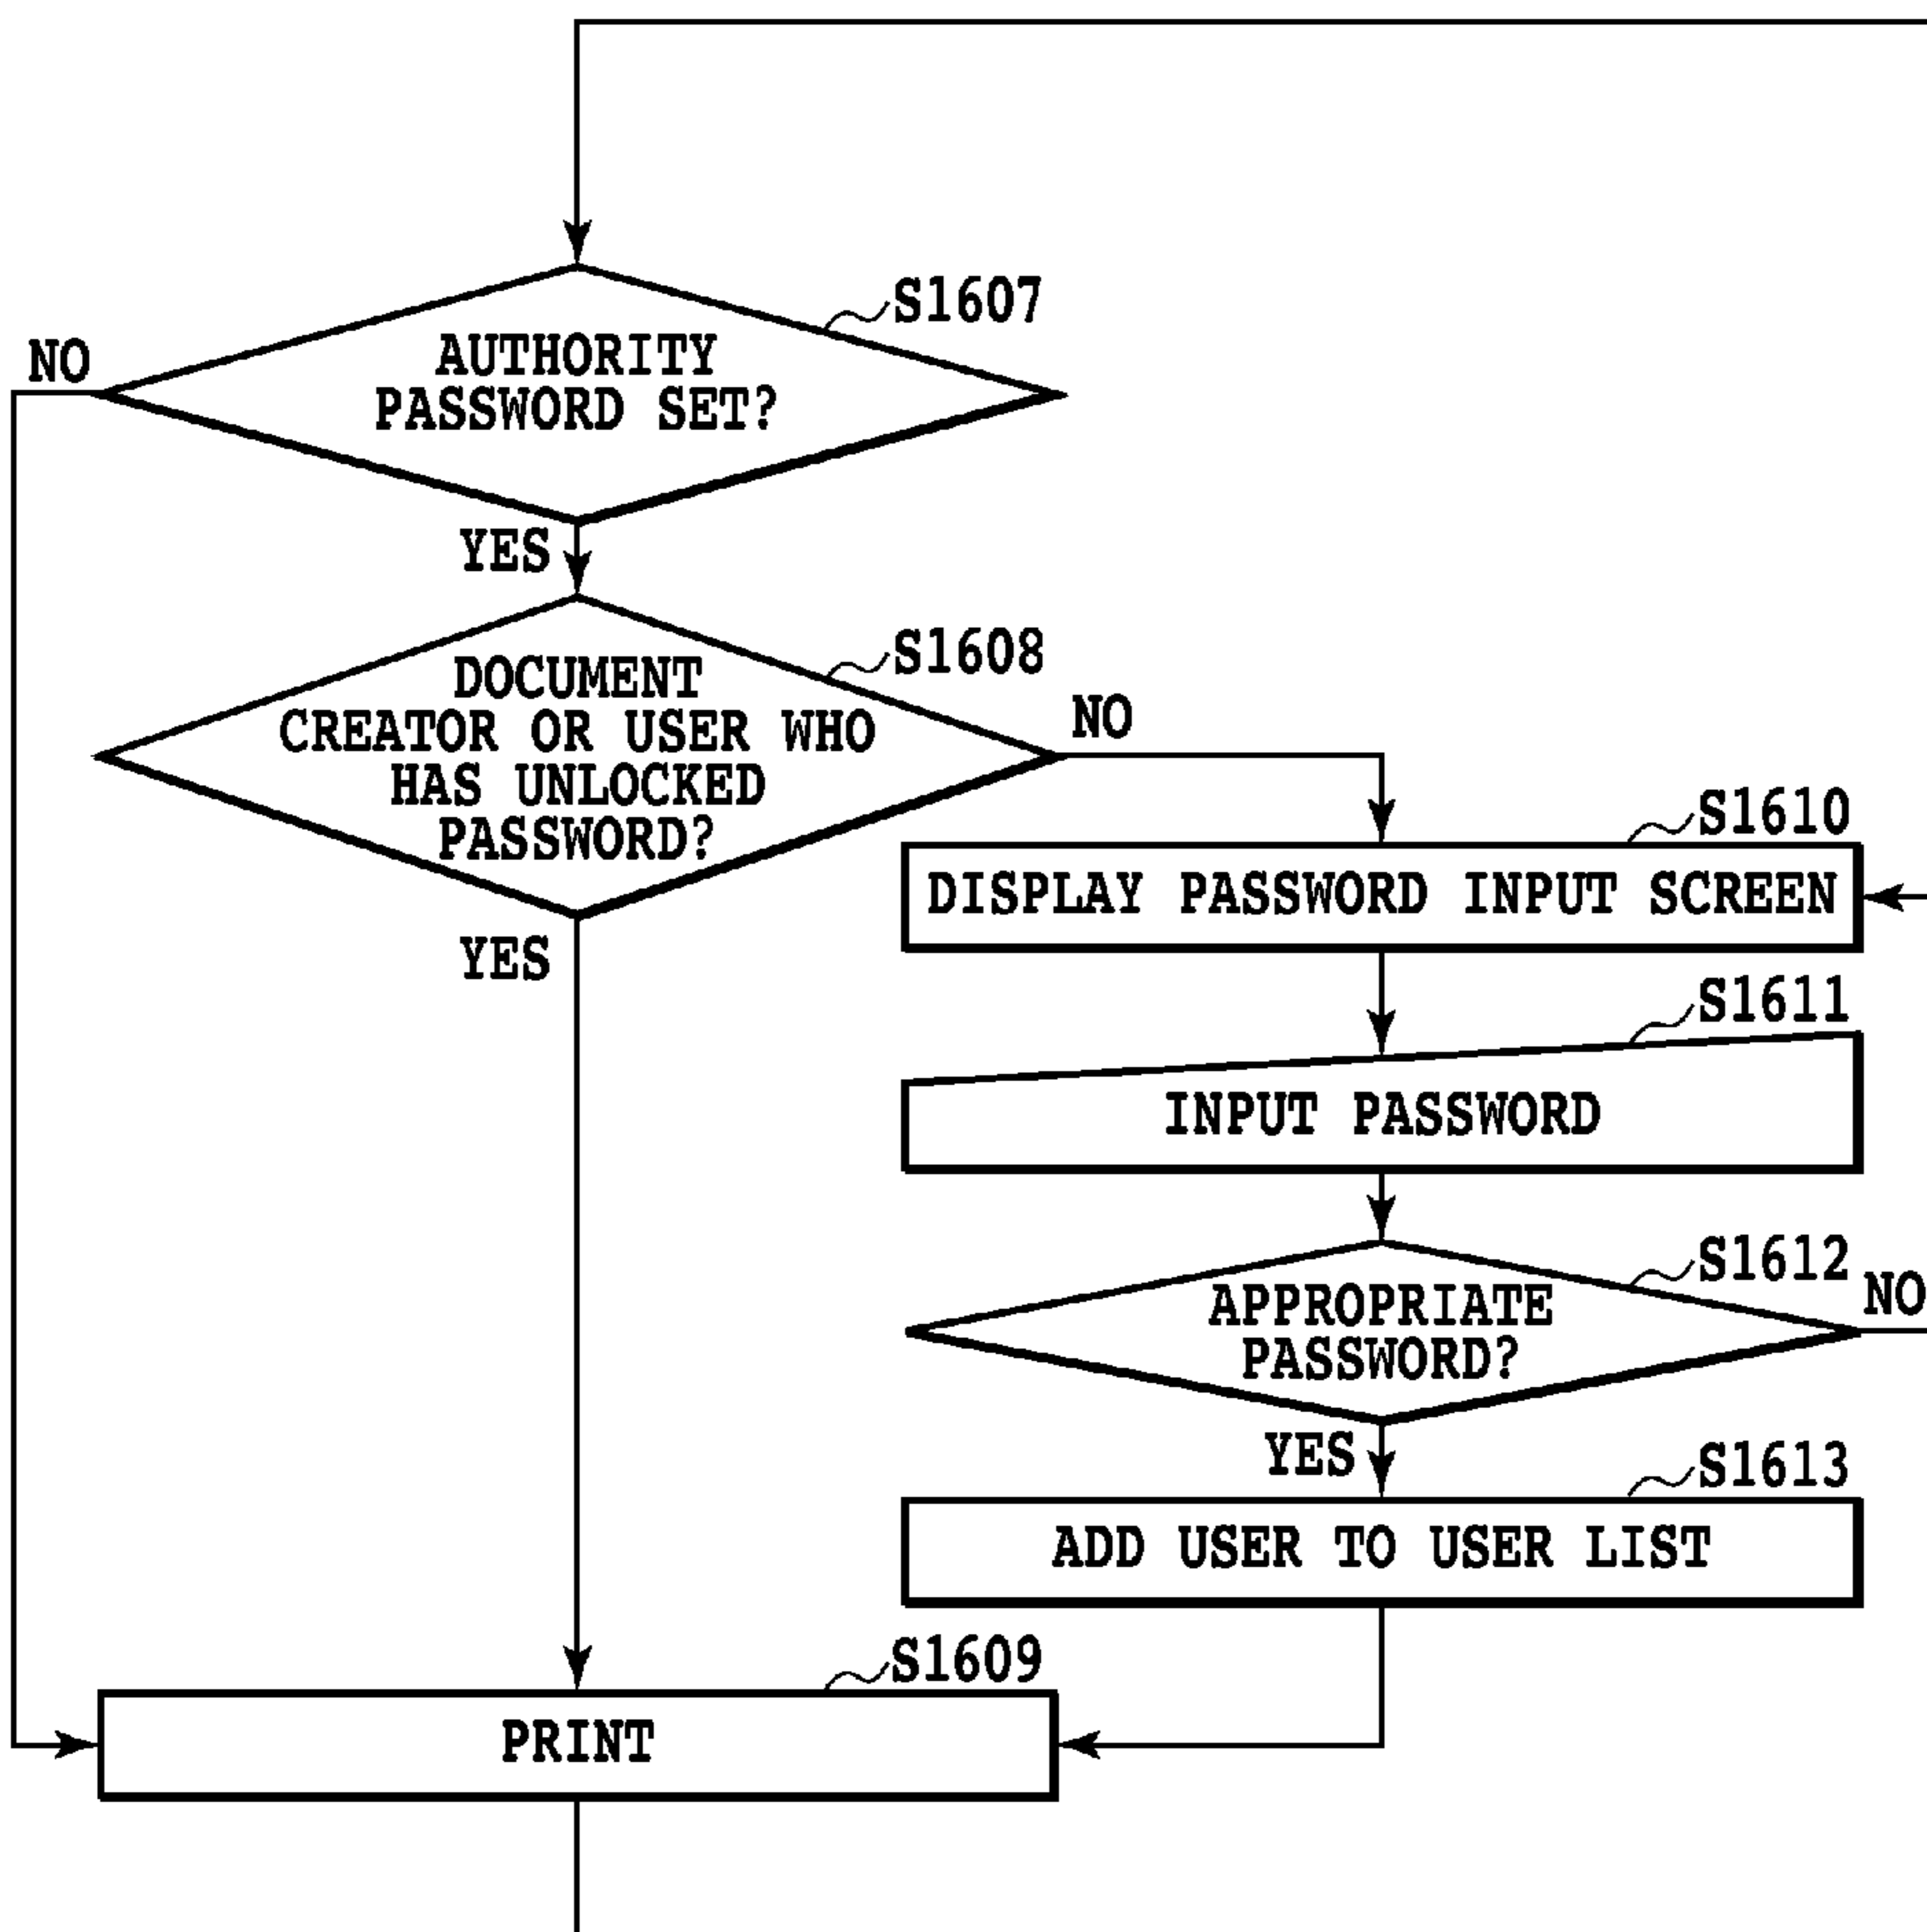 S1607
NO
AUTHORITY
PASSWORD SET?
YES
S1608
DOCUMENT
CREATOR OR USER WHO
HAS UNLOCKED
PASSWORD?
NO
YES
S1610
DISPLAY PASSWORD INPUT SCREEN
S1611
INPUT PASSWORD
S1612
APPROPRIATE
PASSWORD?
NO
YES
S1613
ADD USER TO USER LIST
S1609
PRINT